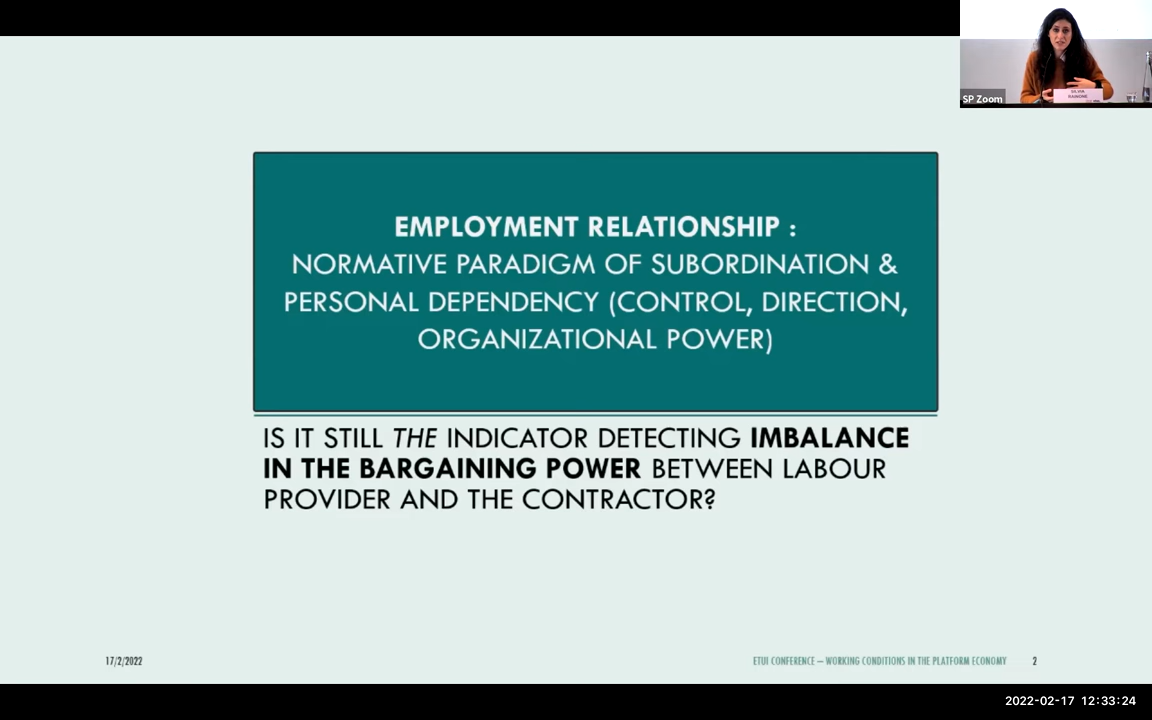 SP Zoom
SILVIA
RAINONE
EMPLOYMENT RELATIONSHIP :
NORMATIVE PARADIGM OF SUBORDINATION &
PERSONAL DEPENDENCY (CONTROL, DIRECTION,
ORGANIZATIONAL POWER)
IS IT STILL THE INDICATOR DETECTING IMBALANCE
IN THE BARGAINING POWER BETWEEN LABOUR
PROVIDER AND THE CONTRACTOR?
17/2/2022
ETUI CONFERENCE – WORKING CONDITIONS IN THE PLATFORM ECONOMY
2
2022-02-17 12:33:24